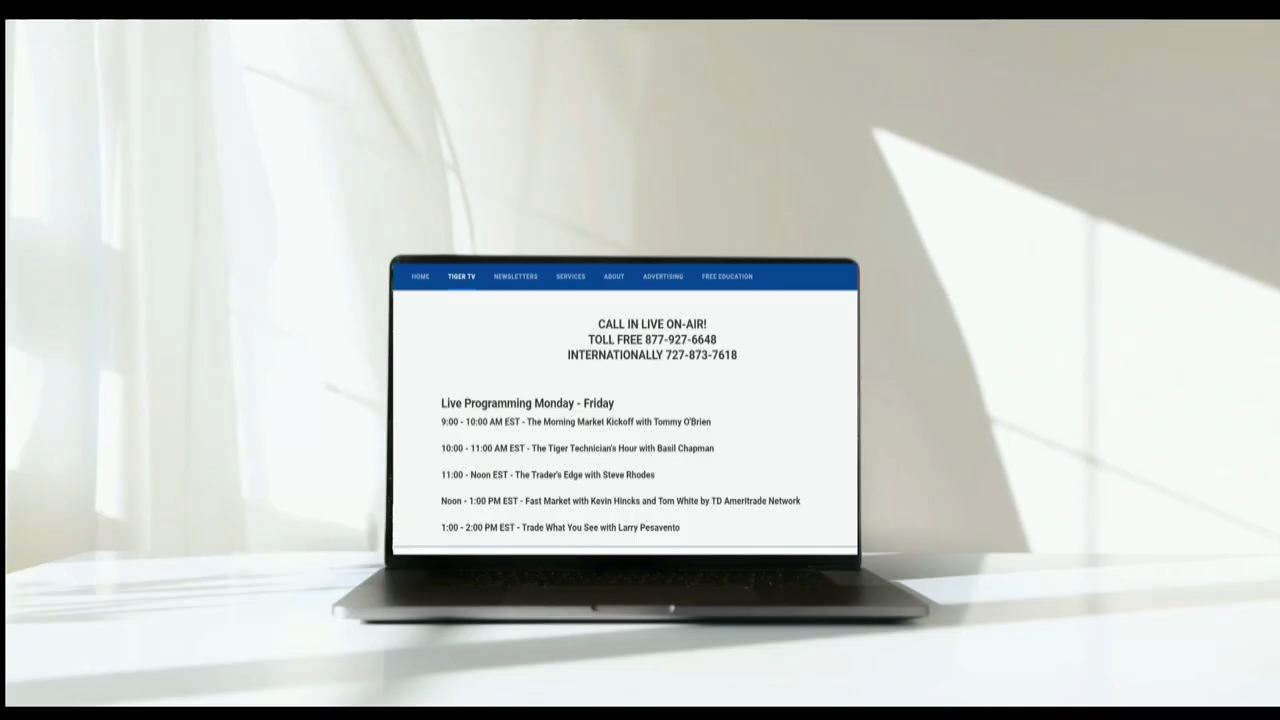 HOME TIGER TV NEWSLETTERS SERVICES ABOUT ADVERTISING FREE EDUCATION
CALL IN LIVE ON-AIR!
TOLL FREE 877-927-6648
INTERNATIONALLY 727-873-7618
Live Programming Monday - Friday
9:00 - 10:00 AM EST - The Morning Market Kickoff with Tommy O'Brien
10:00 - 11:00 AM EST - The Tiger Technician's Hour with Basil Chapman
11:00 - Noon EST - The Trader's Edge with Steve Rhodes
Noon - 1:00 PM EST - Fast Market with Kevin Hincks and Tom White by TD Ameritrade Network
1:00 - 2:00 PM EST - Trade What You See with Larry Pesavento